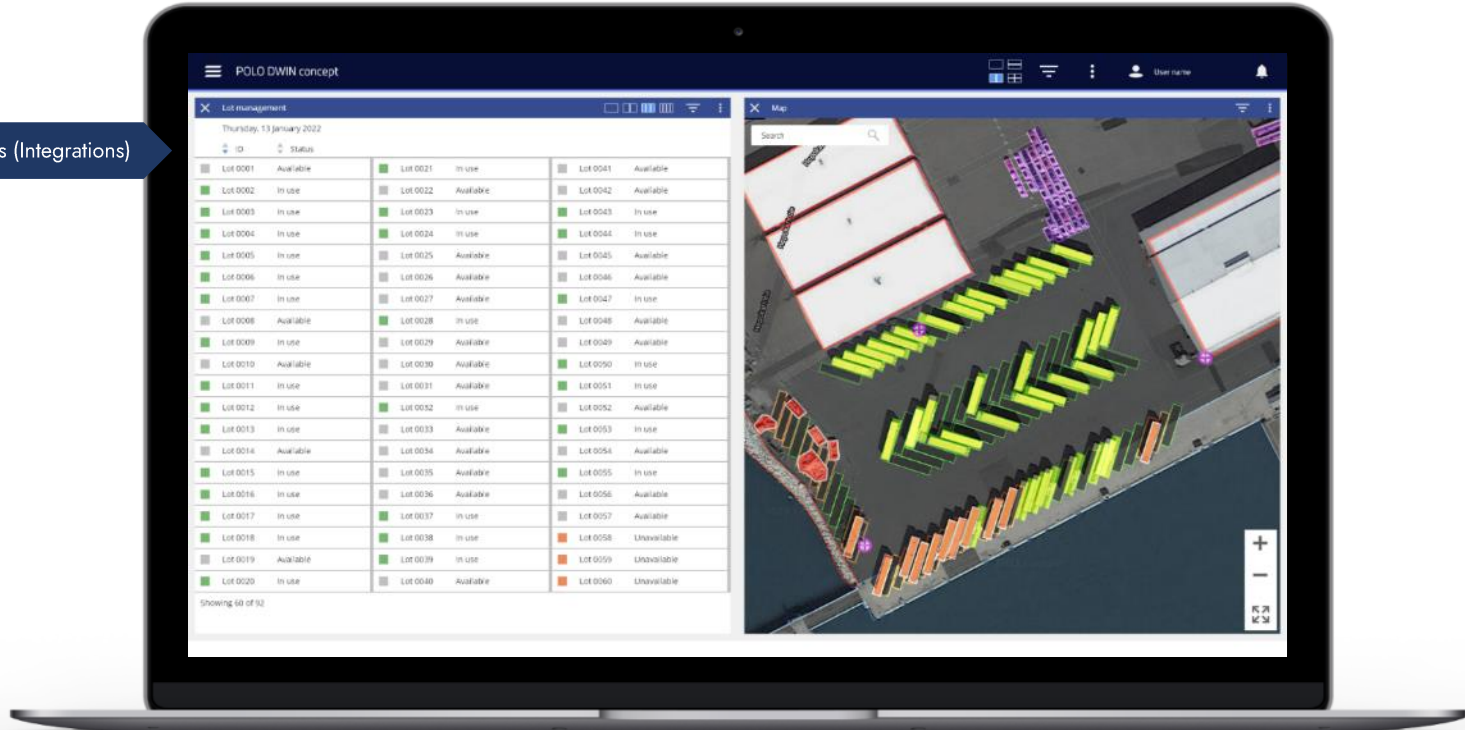 s (Integrations)
POLO DWIN concept
User name
Lot management
Thursday, 13 January 2022
ID Status
Lot 0001 Available Lot 0021 In use Lot 0041 Available
Lot 0002 In use Lot 0022 Available Lot 0042 Available
Lot 0003 In use Lot 0023 In use Lot 0043 In use
Lot 0004 In use Lot 0024 In use Lot 0044 In use
Lot 0005 In use Lot 0025 Available Lot 0045 Available
Lot 0006 In use Lot 0026 Available Lot 0046 Available
Lot 0007 In use Lot 0027 Available Lot 0047 In use
Lot 0008 Available Lot 0028 In use Lot 0048 Available
Lot 0009 In use Lot 0029 Available Lot 0049 Available
Lot 0010 Available Lot 0030 Available Lot 0050 In use
Lot 0011 In use Lot 0031 Available Lot 0051 In use
Lot 0012 In use Lot 0032 In use Lot 0052 Available
Lot 0013 In use Lot 0033 Available Lot 0053 In use
Lot 0014 Available Lot 0034 Available Lot 0054 Available
Lot 0015 In use Lot 0035 Available Lot 0055 In use
Lot 0016 In use Lot 0036 Available Lot 0056 Available
Lot 0017 In use Lot 0037 In use Lot 0057 Available
Lot 0018 In use Lot 0038 In use Lot 0058 Unavailable
Lot 0019 Available Lot 0039 In use Lot 0059 Unavailable
Lot 0020 In use Lot 0040 Available Lot 0060 Unavailable
Showing 60 of 92
Map
Search